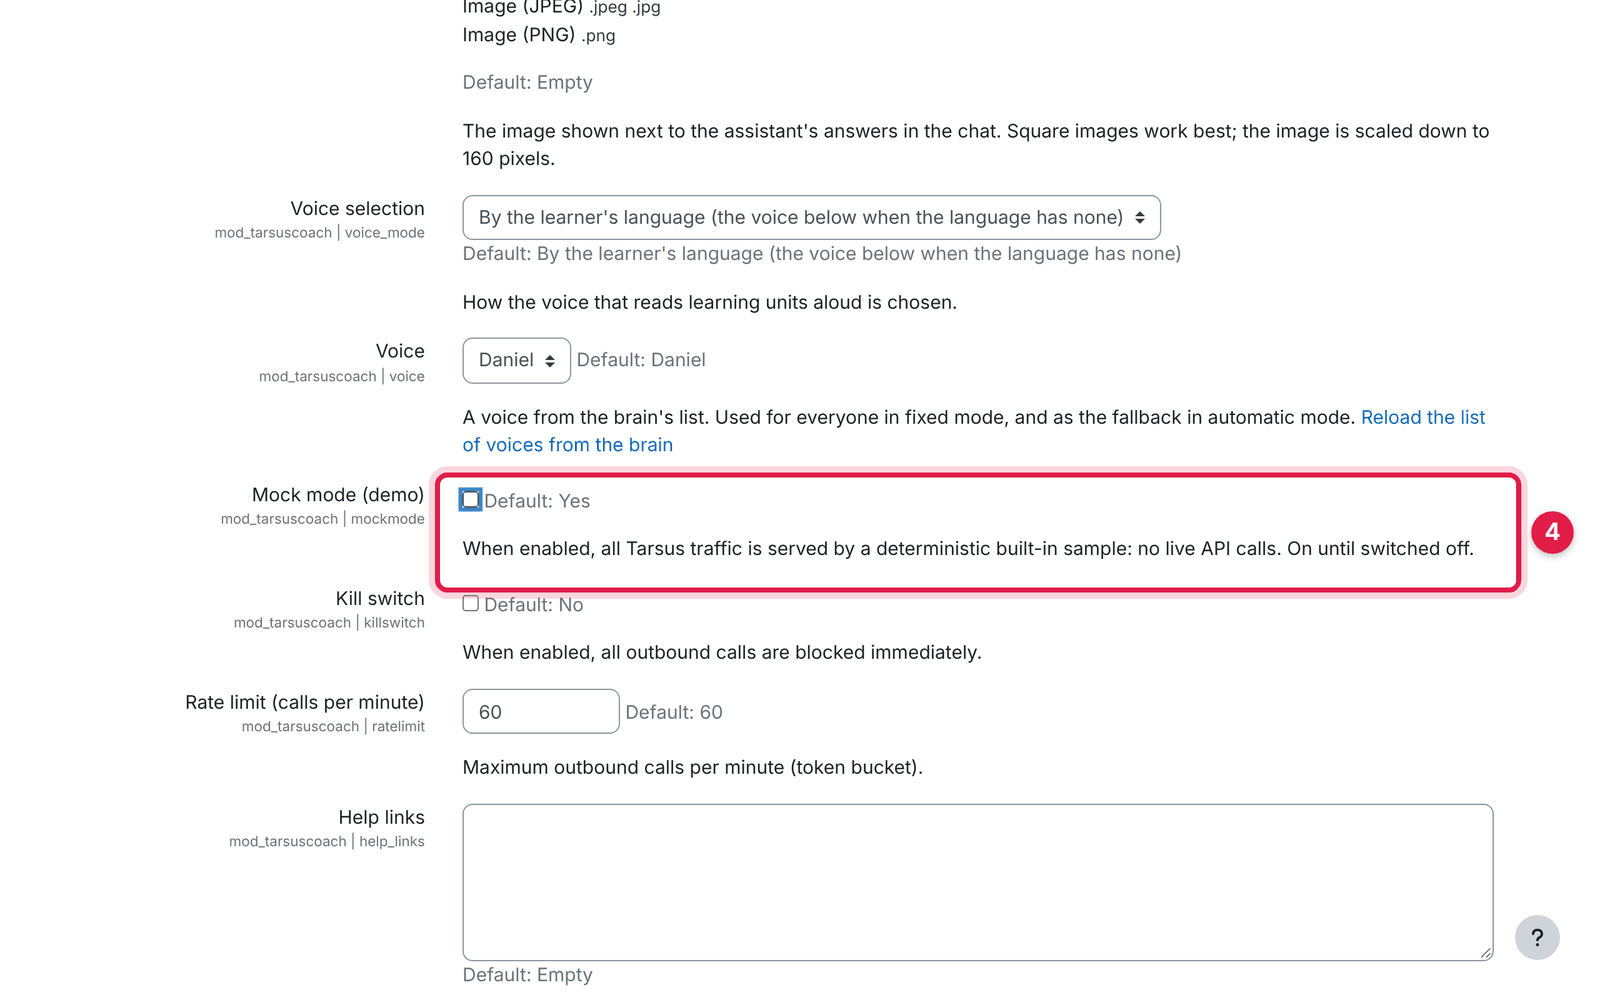 Image (JPEG) .jpeg .jpg
Image (PNG) .png
Default: Empty
The image shown next to the assistant's answers in the chat. Square images work best; the image is scaled down to
160 pixels.
Voice selection
mod_tarsuscoach | voice_mode
By the learner's language (the voice below when the language has none)
Default: By the learner's language (the voice below when the language has none)
How the voice that reads learning units aloud is chosen.
Voice
mod_tarsuscoach | voice
Daniel Default: Daniel
A voice from the brain's list. Used for everyone in fixed mode, and as the fallback in automatic mode. Reload the list
of voices from the brain
Mock mode (demo)
mod_tarsuscoach | mockmode
Default: Yes
When enabled, all Tarsus traffic is served by a deterministic built-in sample: no live API calls. On until switched off.
4
Kill switch
mod_tarsuscoach | killswitch
Default: No
When enabled, all outbound calls are blocked immediately.
Rate limit (calls per minute)
mod_tarsuscoach | ratelimit
60 Default: 60
Maximum outbound calls per minute (token bucket).
Help links
mod_tarsuscoach | help_links
?
Default: Empty